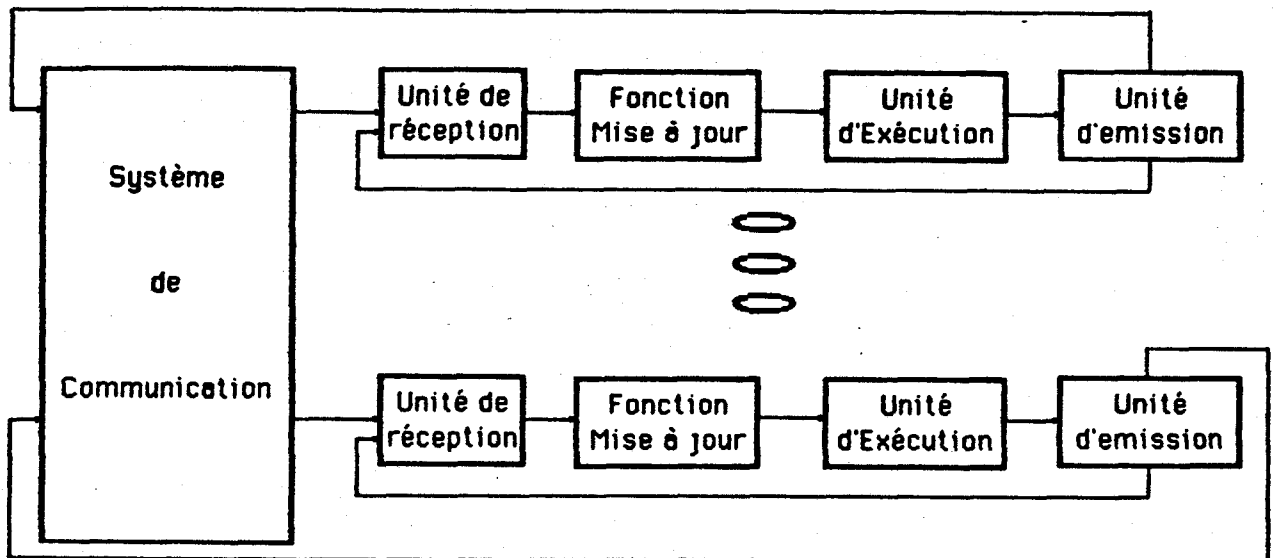 Unité de
réception
Fonction
Mise à jour
Unité
d'Exécution
Unité
d'emission
Système
de
Communication
Unité de
réception
Fonction
Mise à jour
Unité
d'Exécution
Unité
d'emission